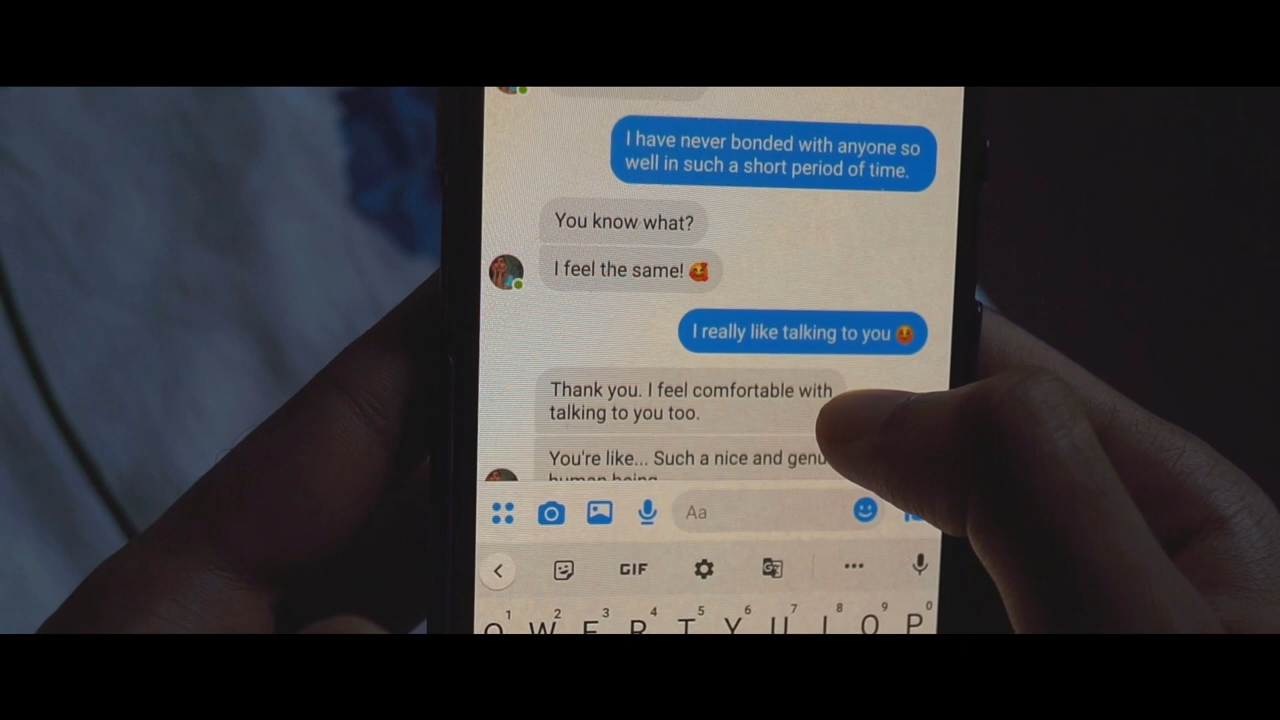 I have never bonded with anyone so
well in such a short period of time.
You know what?
I feel the same! 🥰
I really like talking to you 🥰
Thank you. I feel comfortable with
talking to you too.
You're like... Such a nice and
human being
Aa
GIF
1 2 3 4 5 6 7 8 9 0
Q W E R T Y U I O P